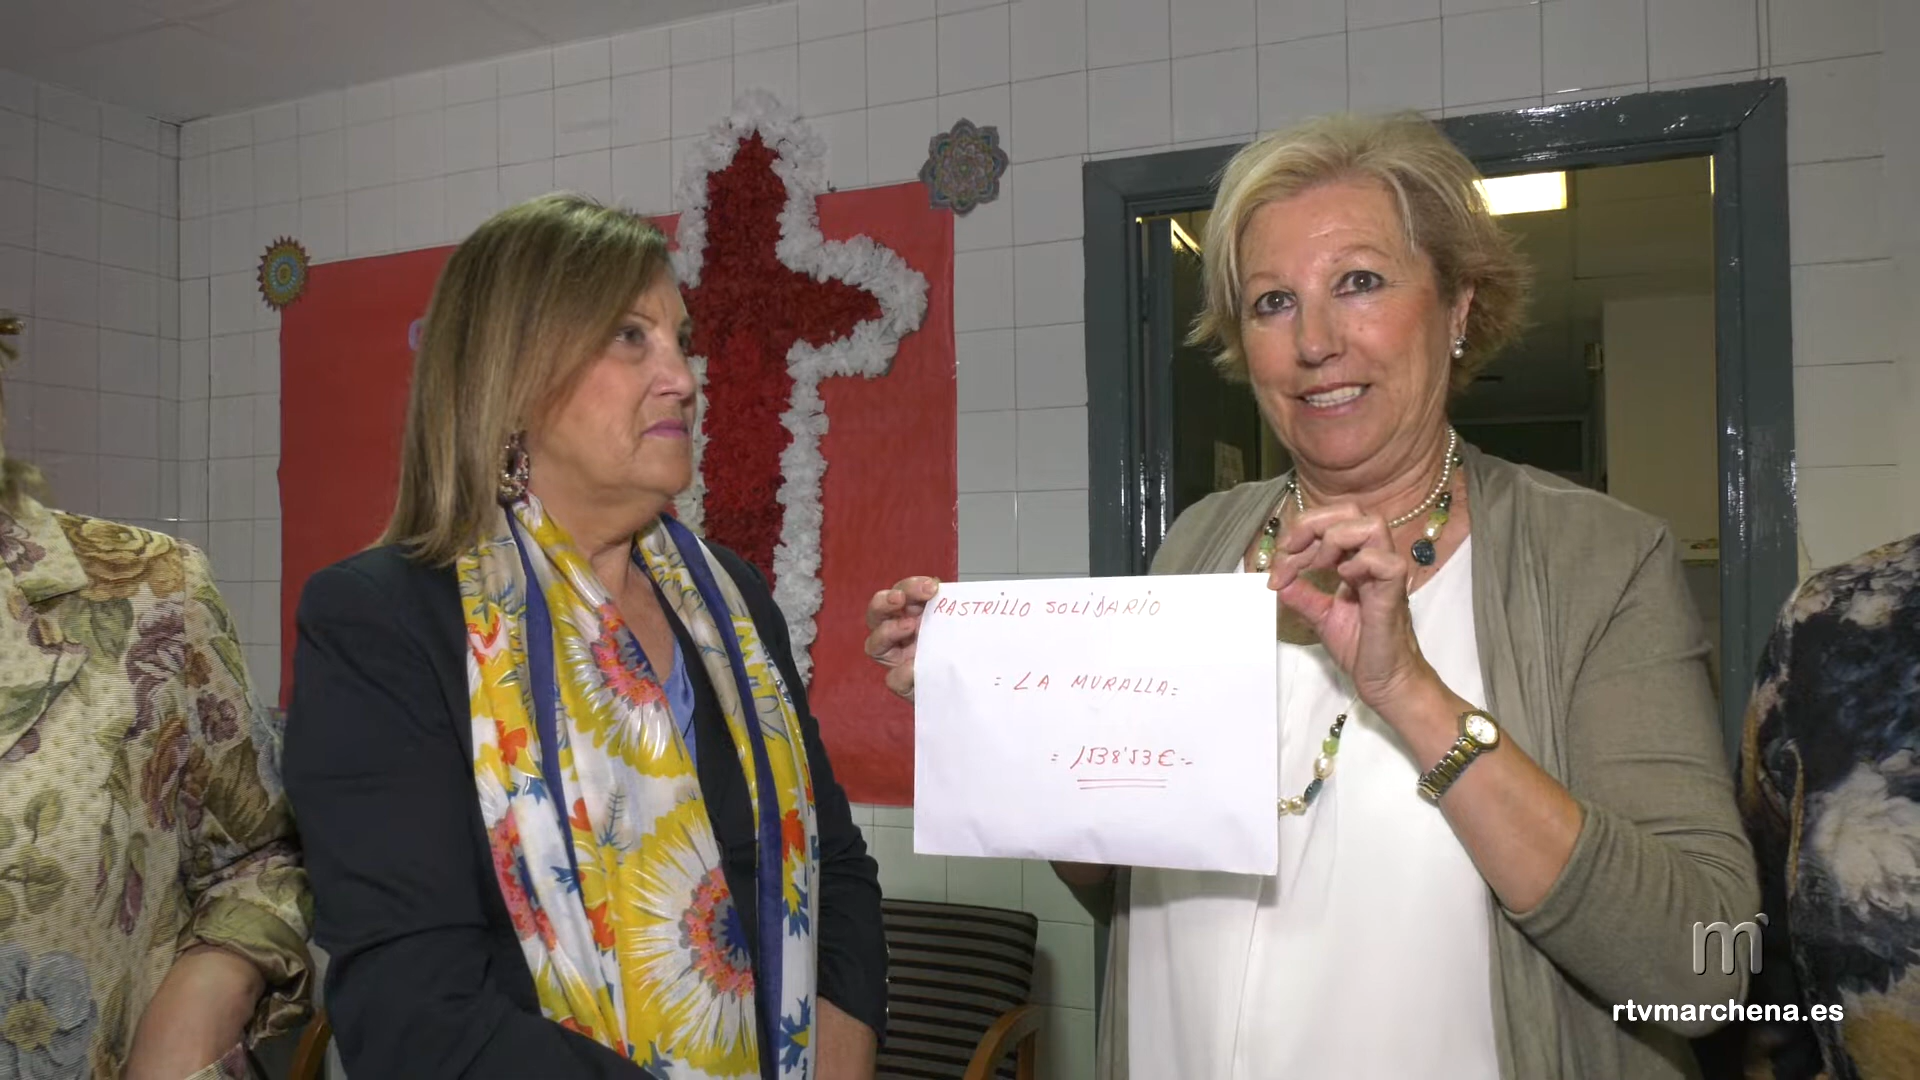 RASTRILLO SOLIDARIO
= LA MURALLA =
= 1538'53 € =
m
rtvmarchena.es